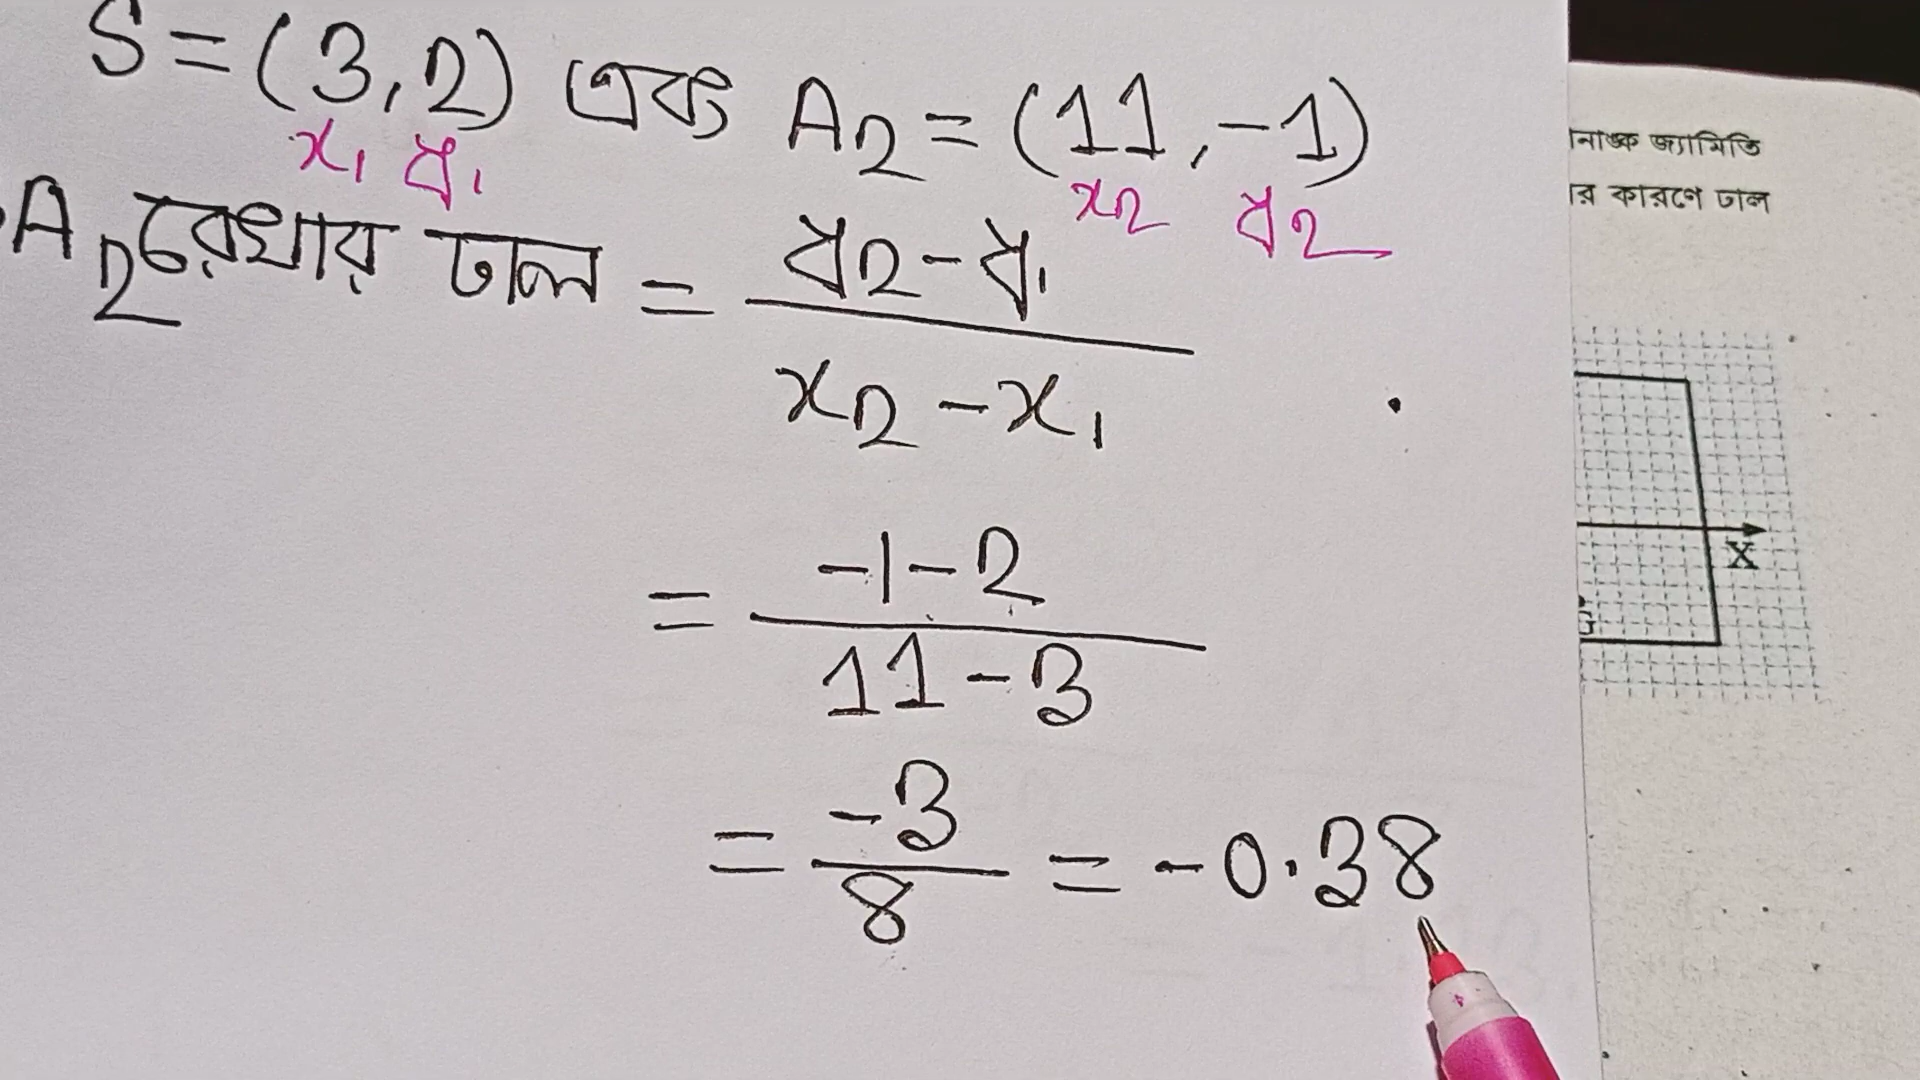 S = (3, 2) এবং A2 = (11, -1)
x1 y1 x2 y2
A2 রেখার ঢাল = y2 - y1
x2 - x1
= -1 - 2
11 - 3
= -3 = -0.38
8
জ্যামিতি
কারণে ঢাল
X
G